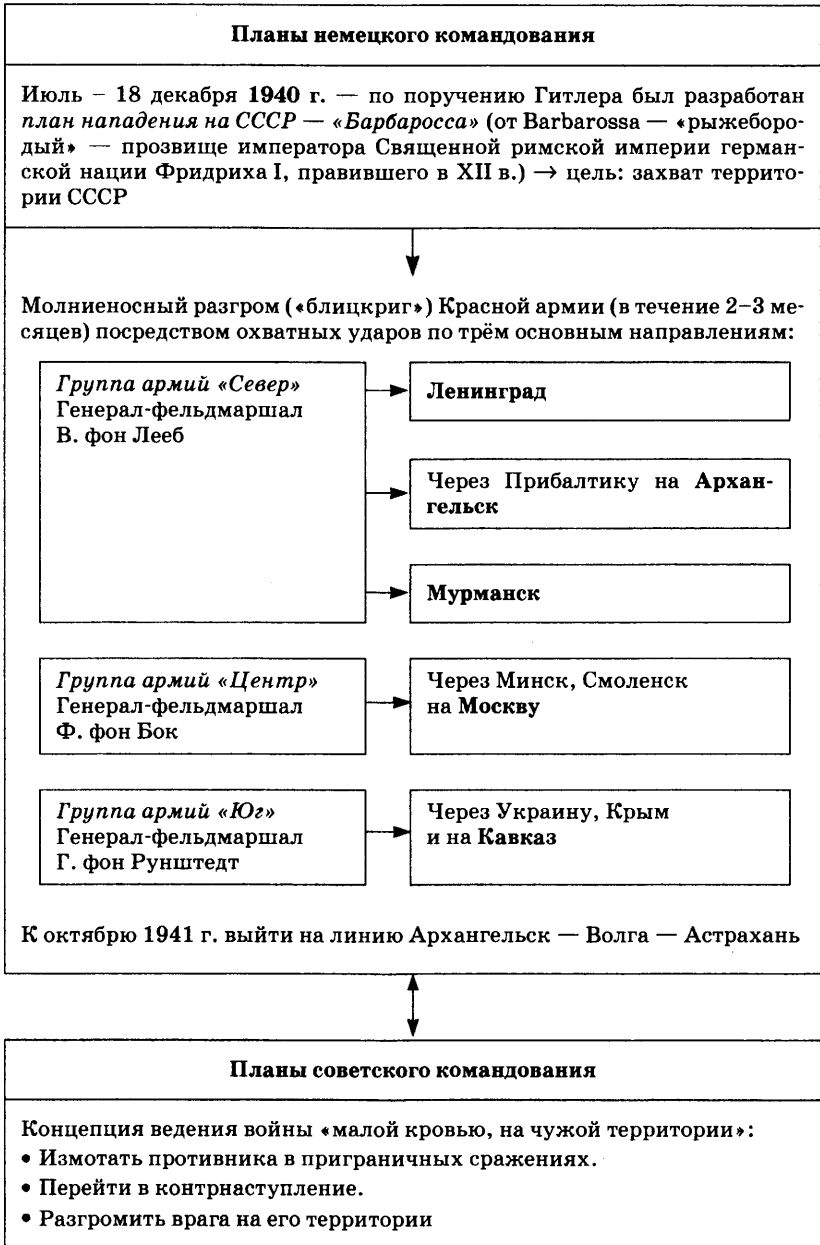 Планы немецкого командования
Июль – 18 декабря 1940 г. — по поручению Гитлера был разработан
план нападения на СССР — «Барбаросса» (от Barbarossa — «рыжеборо-
дый» — прозвище императора Священной римской империи герман-
ской нации Фридриха I, правившего в XII в.) → цель: захват террито-
рии СССР
Молниеносный разгром («блицкриг») Красной армии (в течение 2–3 ме-
сяцев) посредством охватных ударов по трём основным направлениям:
Группа армий «Север»
Генерал-фельдмаршал
В. фон Лееб
Ленинград
Через Прибалтику на Архан-
гельск
Мурманск
Группа армий «Центр»
Генерал-фельдмаршал
Ф. фон Бок
Через Минск, Смоленск
на Москву
Группа армий «Юг»
Генерал-фельдмаршал
Г. фон Рунштедт
Через Украину, Крым
и на Кавказ
К октябрю 1941 г. выйти на линию Архангельск — Волга — Астрахань
Планы советского командования
Концепция ведения войны «малой кровью, на чужой территории»:
• Измотать противника в приграничных сражениях.
• Перейти в контрнаступление.
• Разгромить врага на его территории